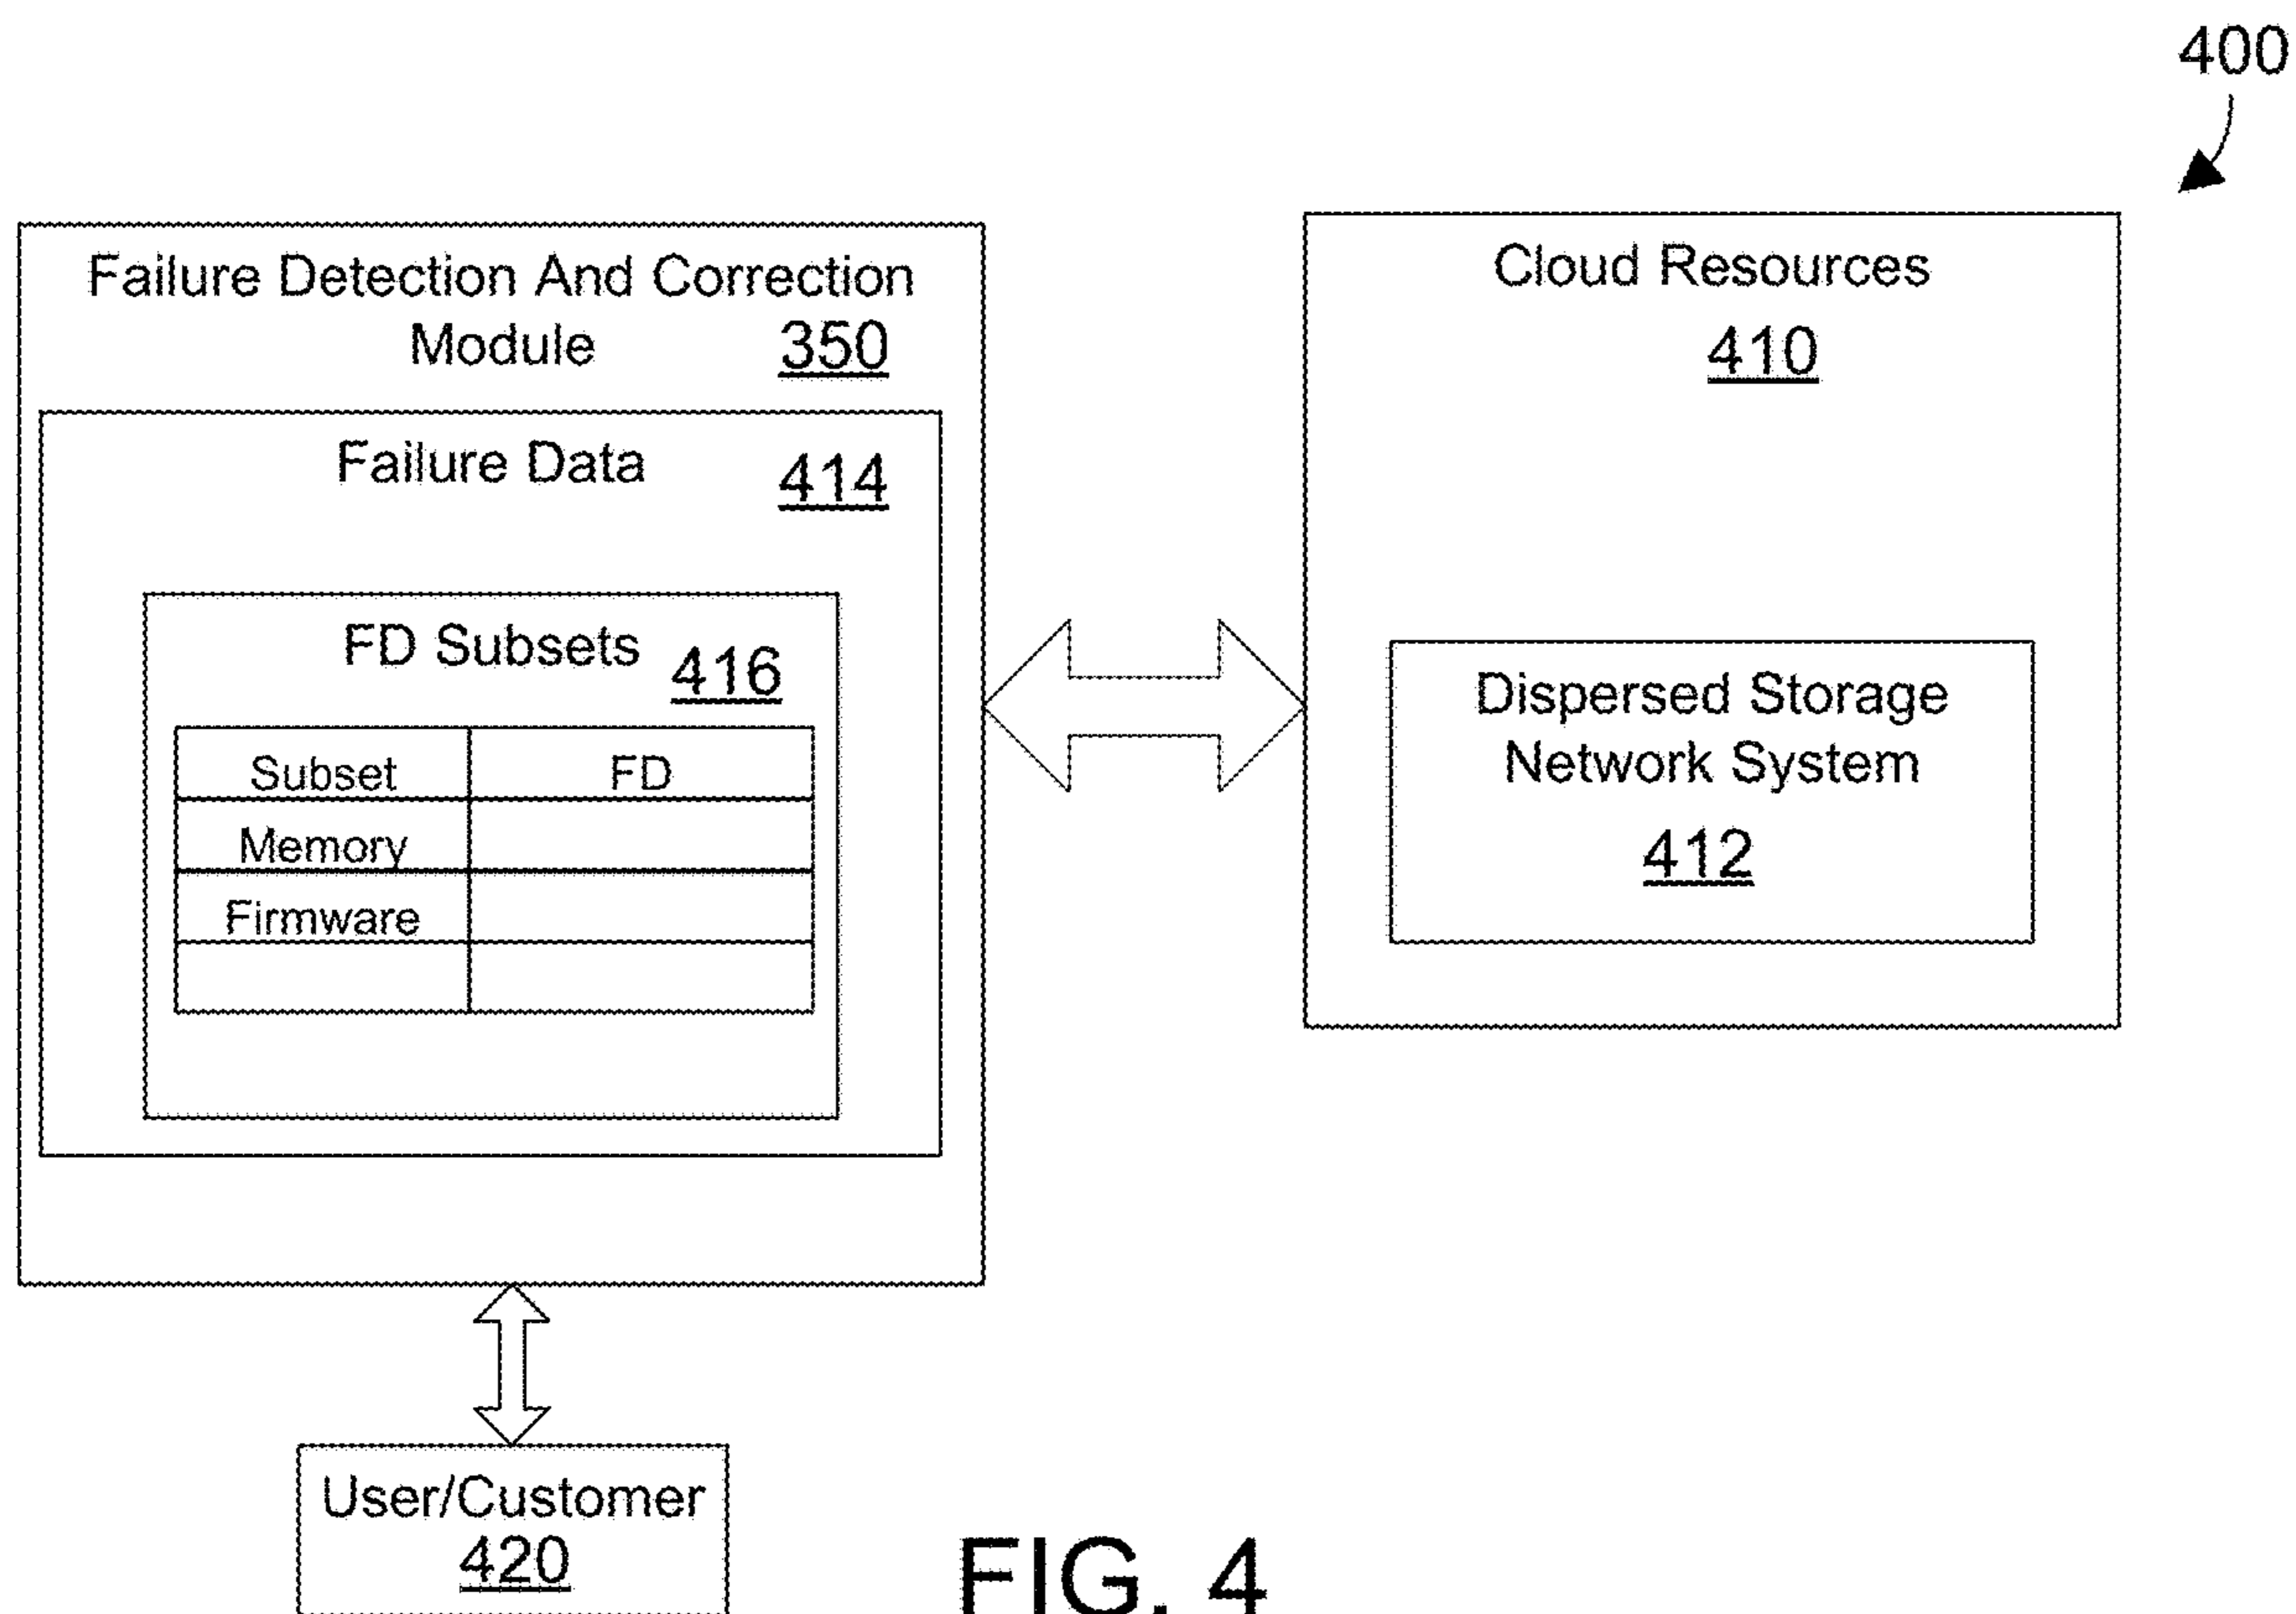 400
Failure Detection And Correction
Module 350
Failure Data 414
FD Subsets 416
Subset FD
Memory
Firmware
Cloud Resources
410
Dispersed Storage
Network System
412
User/Customer
420
FIG. 4